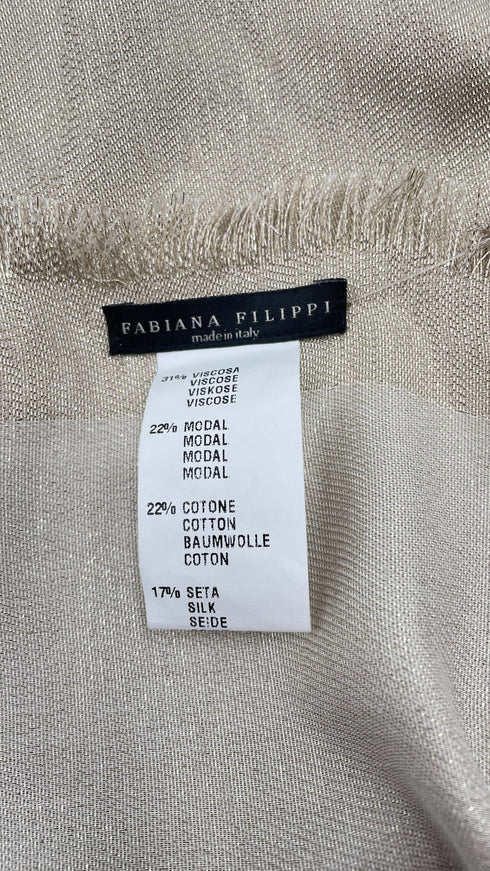 FABIANA FILIPPI
made in italy
31% VISCOSA
VISCOSE
VISKOSE
VISCOSE
22% MODAL
MODAL
MODAL
MODAL
22% COTONE
COTTON
BAUMWOLLE
COTON
17% SETA
SILK
SEIDE